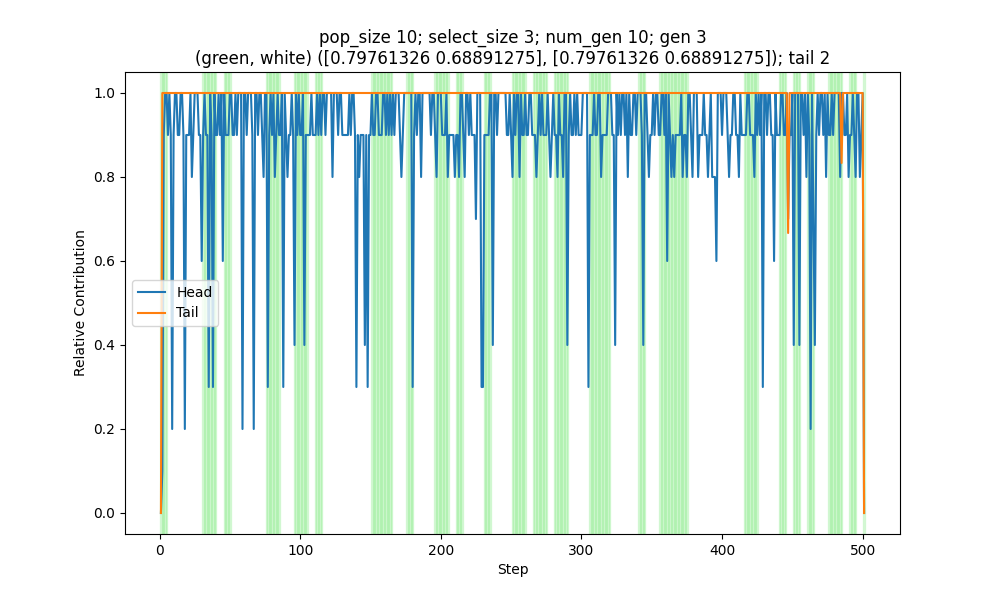 pop_size 10; select_size 3; num_gen 10; gen 3
(green, white) ([0.79761326 0.68891275], [0.79761326 0.68891275]); tail 2
1.0
0.8
0.6
0.4
0.2
0.0
Relative Contribution
Head
Tail
0
100
200
300
400
500
Step